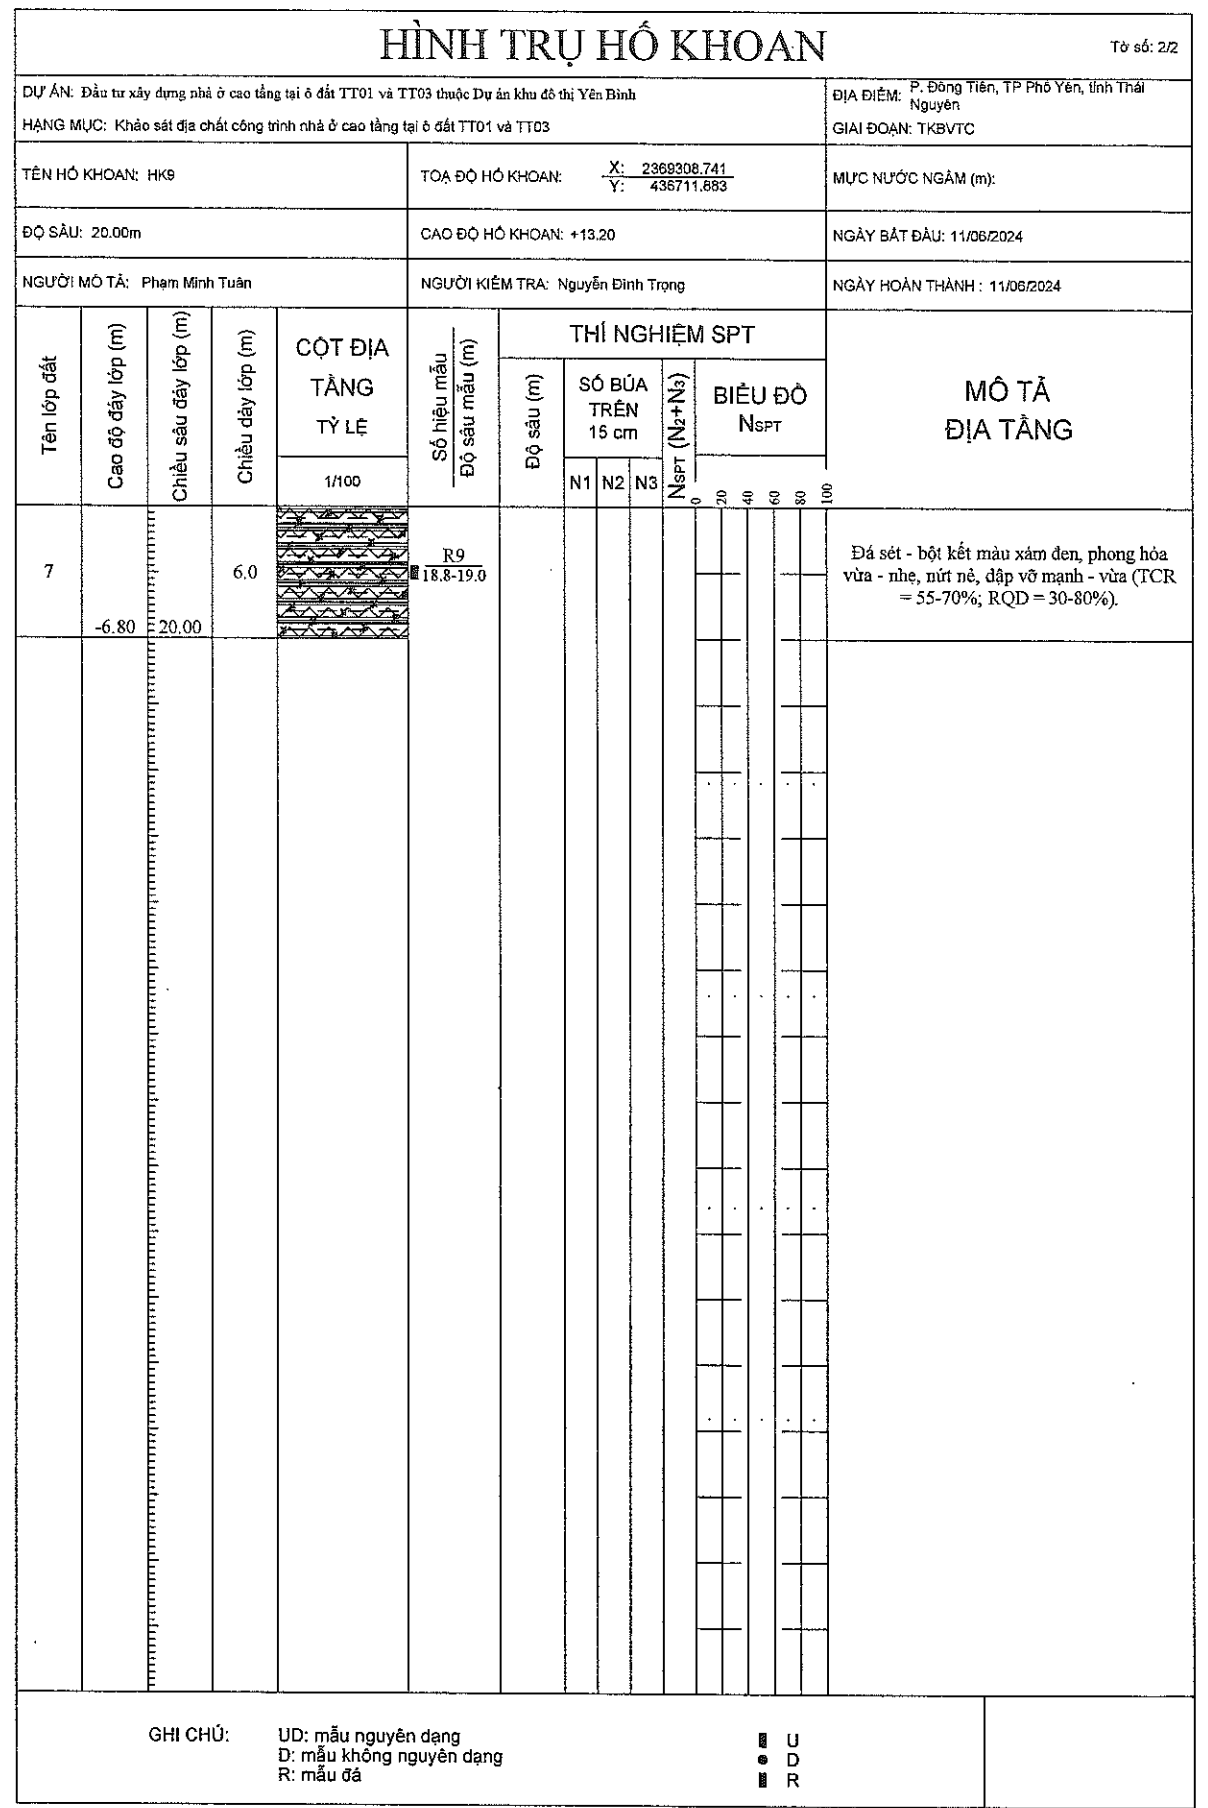 HÌNH TRỤ HỐ KHOAN
Tờ số: 2/2
DỰ ÁN: Đầu tư xây dựng nhà ở cao tầng tại ô đất TT01 và TT03 thuộc Dự án khu đô thị Yên Bình
HẠNG MỤC: Khảo sát địa chất công trình nhà ở cao tầng tại ô đất TT01 và TT03
ĐỊA ĐIỂM: P. Đồng Tiến, TP Phổ Yên, tỉnh Thái
Nguyên
GIAI ĐOẠN: TKBVTC
TÊN HỐ KHOAN: HK9
TOẠ ĐỘ HỐ KHOAN:
X: 2369308.741
Y: 436711.883
MỰC NƯỚC NGẦM (m):
ĐỘ SÂU: 20.00m
CAO ĐỘ HỐ KHOAN: +13.20
NGÀY BẮT ĐẦU: 11/06/2024
NGƯỜI MÔ TẢ: Phạm Minh Tuân
NGƯỜI KIỂM TRA: Nguyễn Đình Trọng
NGÀY HOÀN THÀNH : 11/06/2024
Tên lớp đất
Cao độ đáy lớp (m)
Chiều sâu đáy lớp (m)
Chiều dày lớp (m)
CỘT ĐỊA
TẦNG
TỶ LỆ
1/100
Số hiệu mẫu
Độ sâu mẫu (m)
THÍ NGHIỆM SPT
Độ sâu (m)
SỐ BÚA
TRÊN
15 cm
N1 N2 N3
NSPT (N2+N3)
BIỂU ĐỒ
NSPT
0 20 40 60 80 100
MÔ TẢ
ĐỊA TẦNG
7
-6.80
20.00
6.0
R9
18.8-19.0
Đá sét - bột kết màu xám đen, phong hóa
vừa - nhẹ, nứt nẻ, dập vỡ mạnh - vừa (TCR
= 55-70%; RQD = 30-80%).
GHI CHÚ:
UD: mẫu nguyên dạng
D: mẫu không nguyên dạng
R: mẫu đá
U
D
R